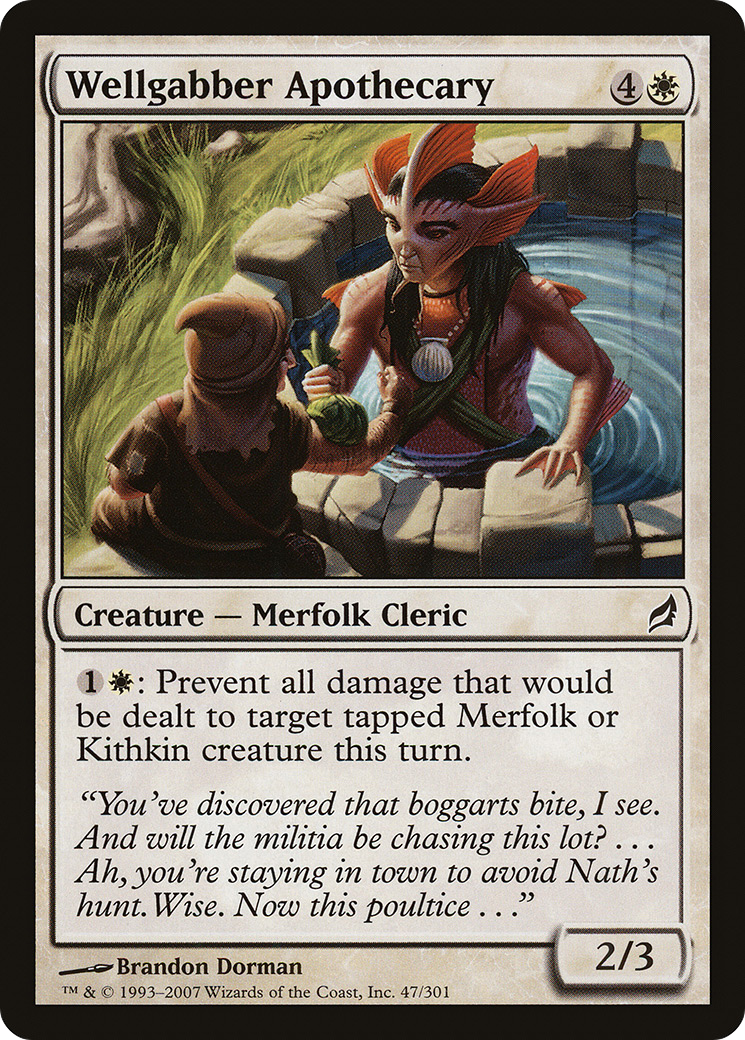 Wellgabber Apothecary 4
Creature — Merfolk Cleric
1: Prevent all damage that would
be dealt to target tapped Merfolk or
Kithkin creature this turn.
“You’ve discovered that boggarts bite, I see.
And will the militia be chasing this lot? . . .
Ah, you’re staying in town to avoid Nath’s
hunt. Wise. Now this poultice . . .”
2/3
Brandon Dorman
™ & © 1993–2007 Wizards of the Coast, Inc. 47/301